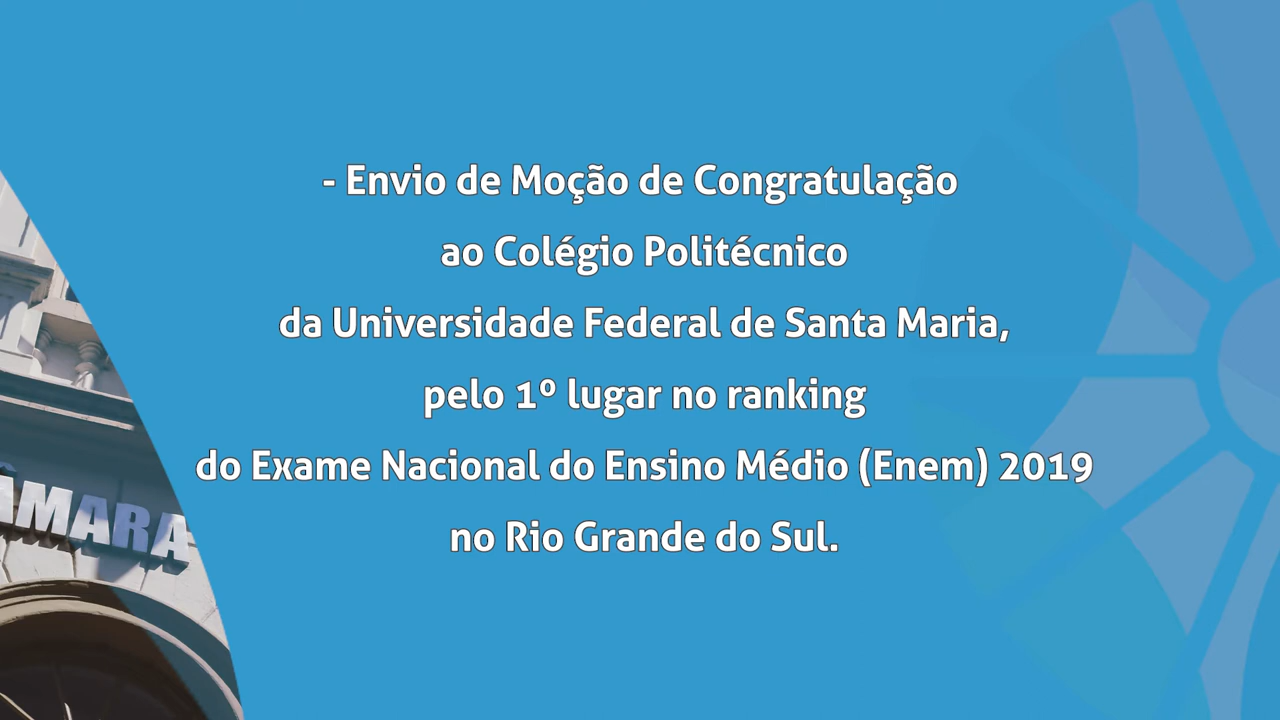 - Envio de Moção de Congratulação
ao Colégio Politécnico
da Universidade Federal de Santa Maria,
pelo 1º lugar no ranking
do Exame Nacional do Ensino Médio (Enem) 2019
no Rio Grande do Sul.
ÂMARA